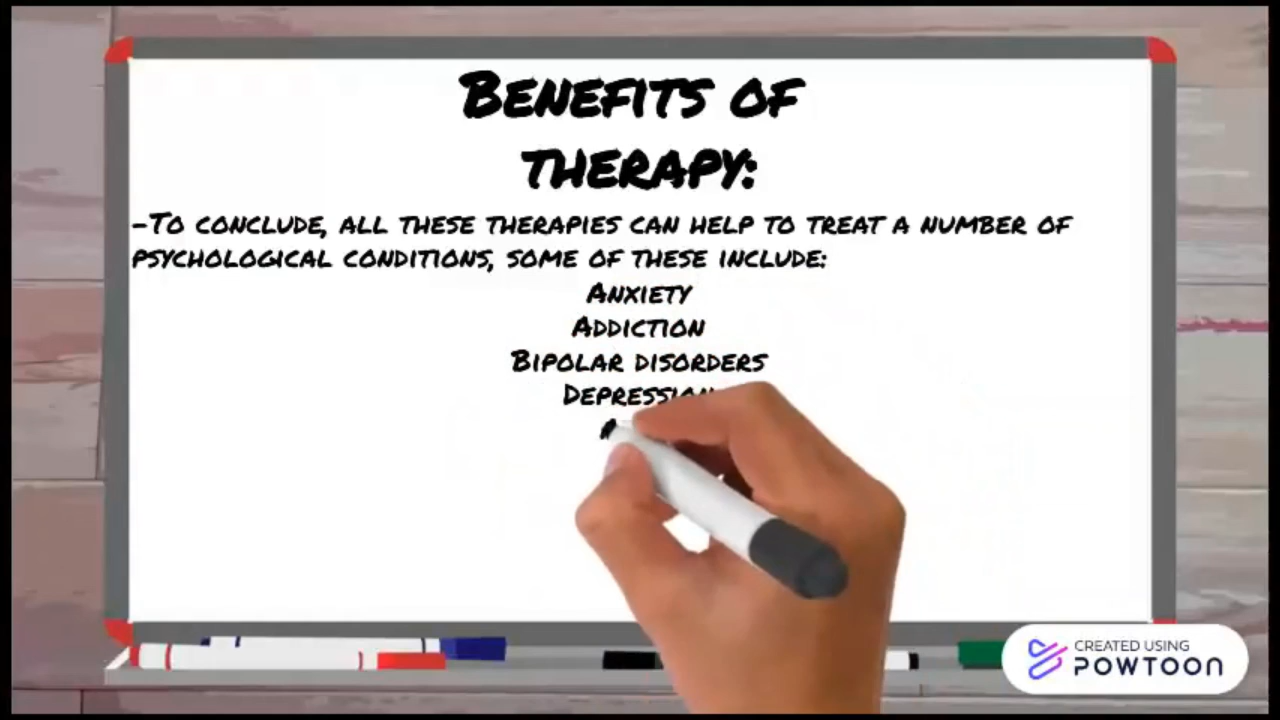 Benefits of
therapy:
-To conclude, all these therapies can help to treat a number of
psychological conditions, some of these include:
Anxiety
Addiction
Bipolar disorders
Depression
CREATED USING
POWTOON